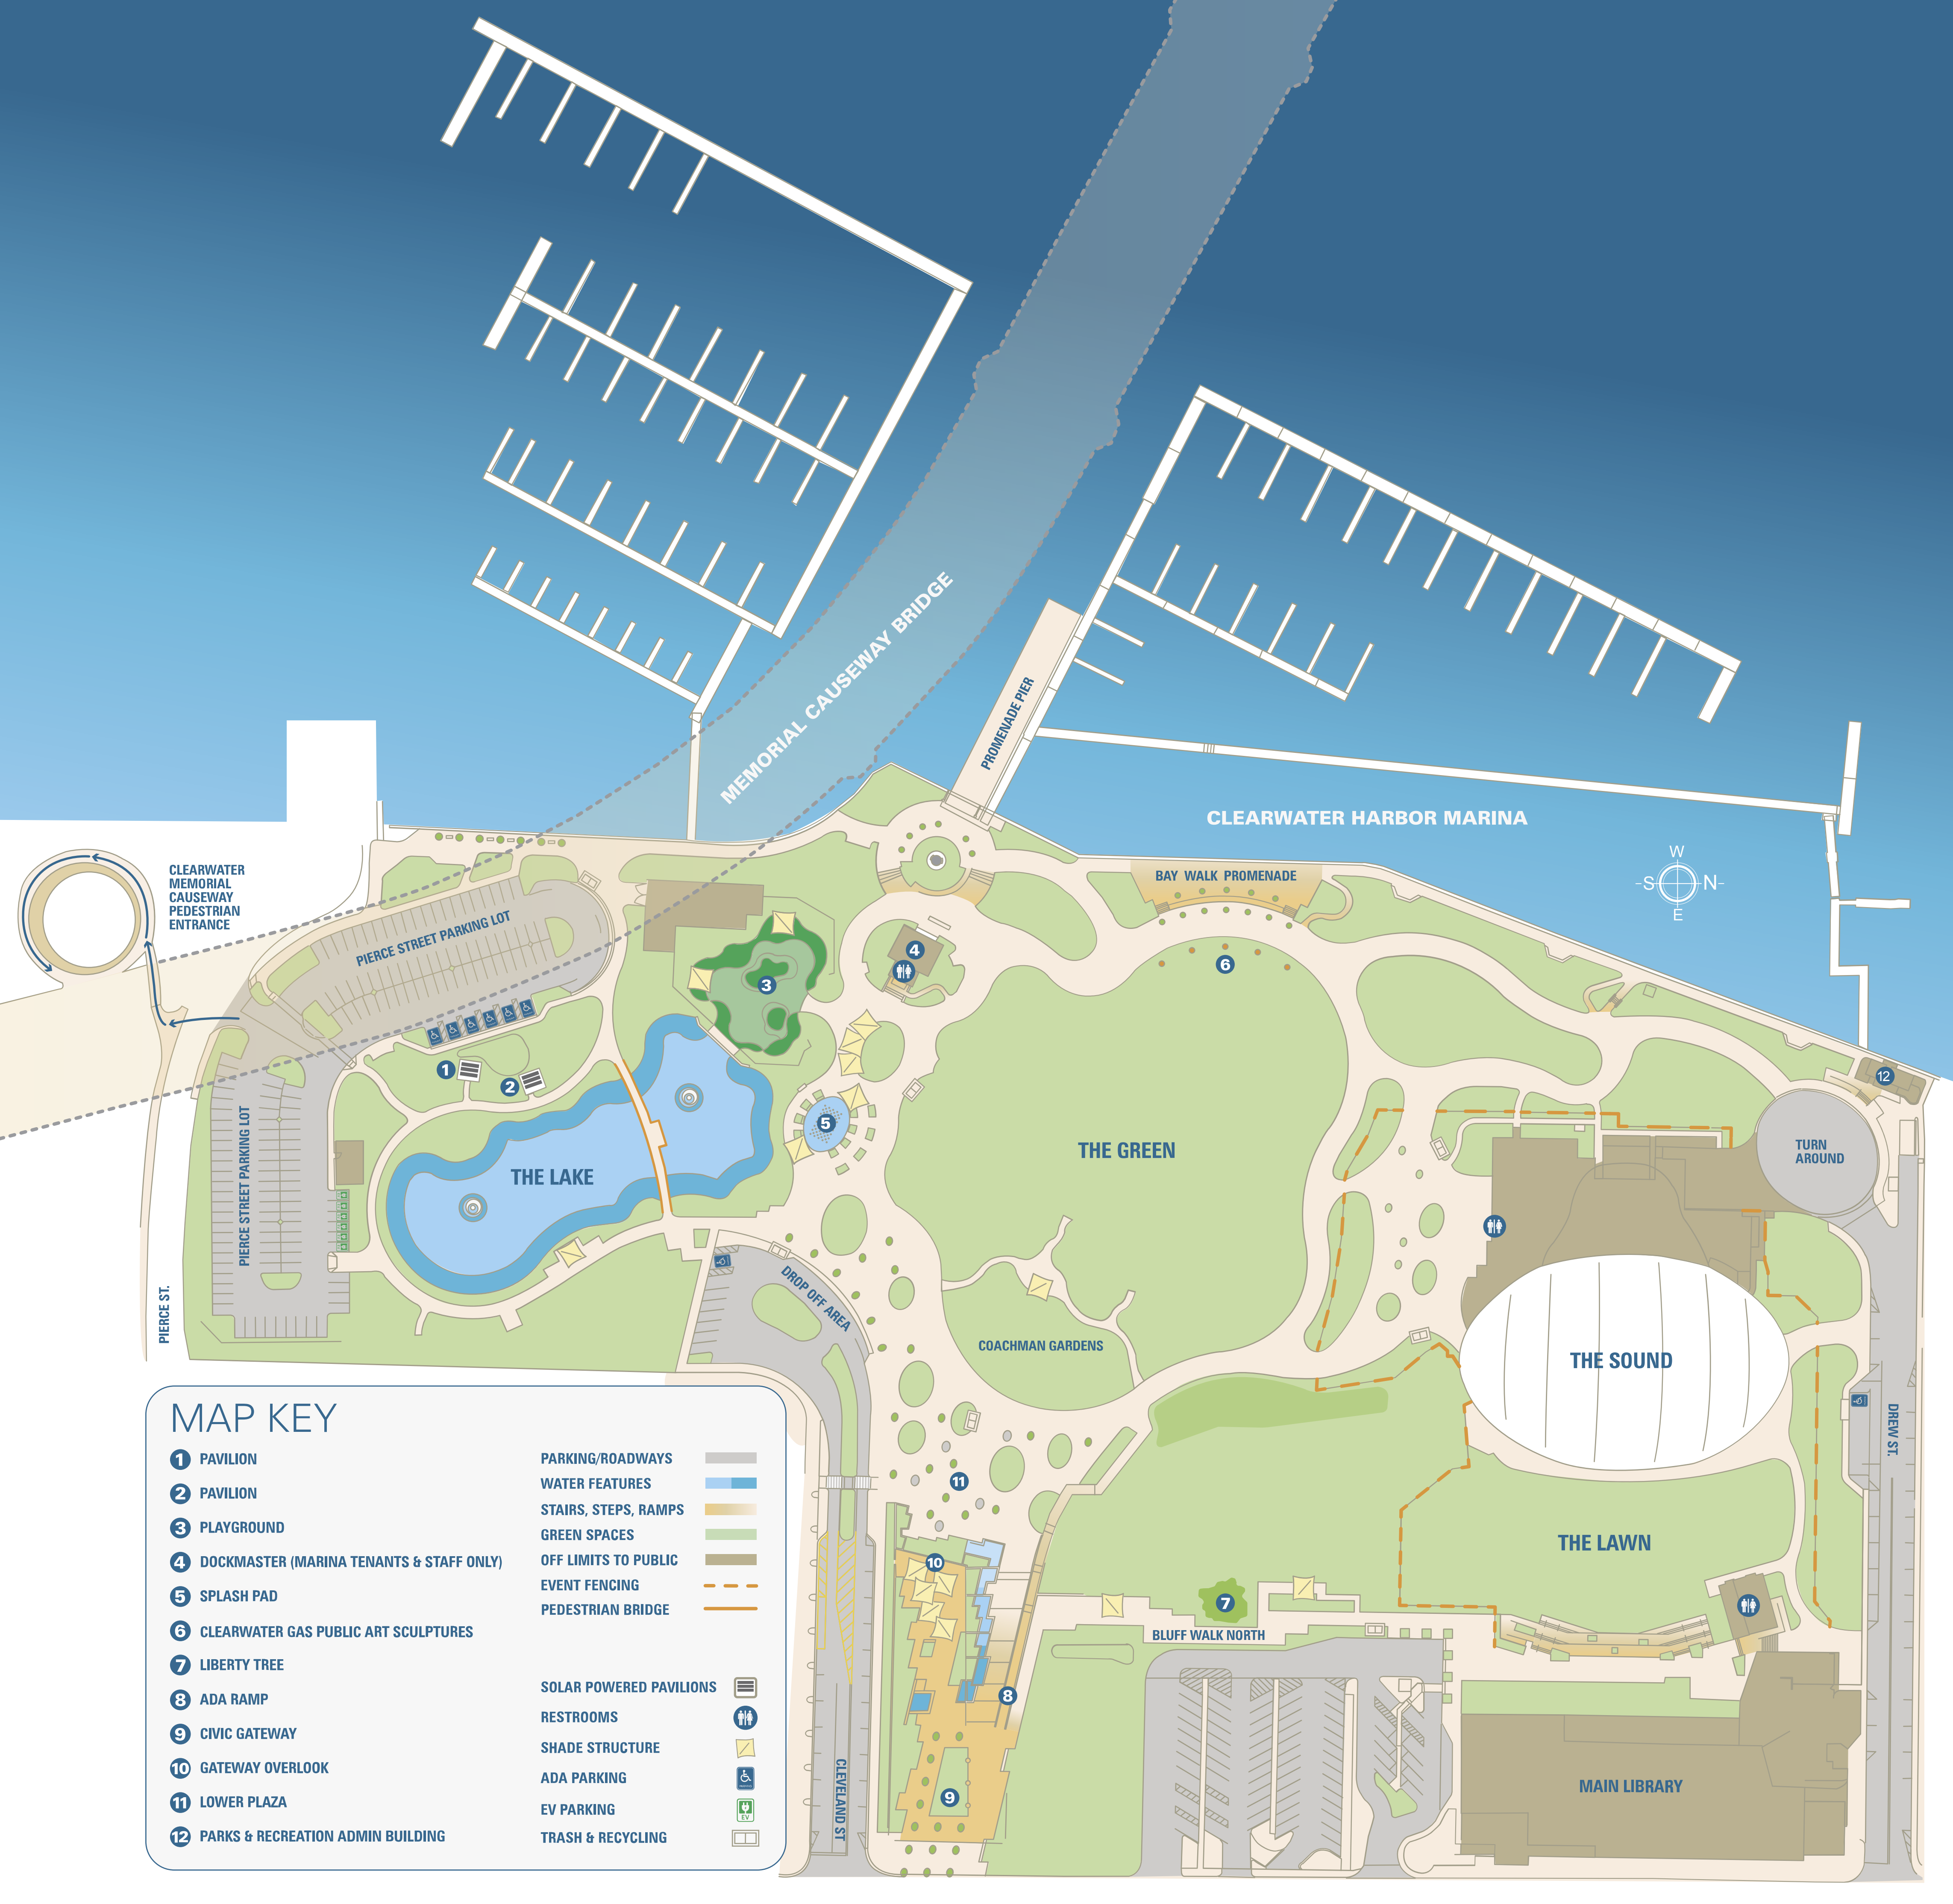 MEMORIAL CAUSEWAY BRIDGE
PROMENADE PIER
CLEARWATER HARBOR MARINA
W
S
N
E
CLEARWATER
MEMORIAL
CAUSEWAY
PEDESTRIAN
ENTRANCE
PIERCE STREET PARKING LOT
BAY WALK PROMENADE
4
6
3
1
2
12
PIERCE STREET PARKING LOT
5
THE LAKE
THE GREEN
TURN
AROUND
PIERCE ST.
DROP OFF AREA
COACHMAN GARDENS
THE SOUND
DREW ST.
11
THE LAWN
10
7
BLUFF WALK NORTH
8
9
CLEVELAND ST
MAIN LIBRARY
MAP KEY
1 PAVILION
2 PAVILION
3 PLAYGROUND
4 DOCKMASTER (MARINA TENANTS & STAFF ONLY)
5 SPLASH PAD
6 CLEARWATER GAS PUBLIC ART SCULPTURES
7 LIBERTY TREE
8 ADA RAMP
9 CIVIC GATEWAY
10 GATEWAY OVERLOOK
11 LOWER PLAZA
12 PARKS & RECREATION ADMIN BUILDING
PARKING/ROADWAYS
WATER FEATURES
STAIRS, STEPS, RAMPS
GREEN SPACES
OFF LIMITS TO PUBLIC
EVENT FENCING
PEDESTRIAN BRIDGE
SOLAR POWERED PAVILIONS
RESTROOMS
SHADE STRUCTURE
ADA PARKING
EV PARKING
EV
TRASH & RECYCLING